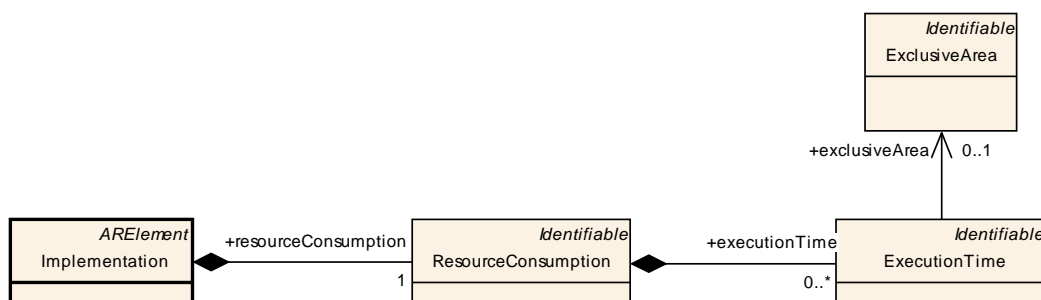 Identifiable
ExclusiveArea
+exclusiveArea 0..1
ARElement
Implementation
+resourceConsumption
1
Identifiable
ResourceConsumption
+executionTime
0..*
Identifiable
ExecutionTime